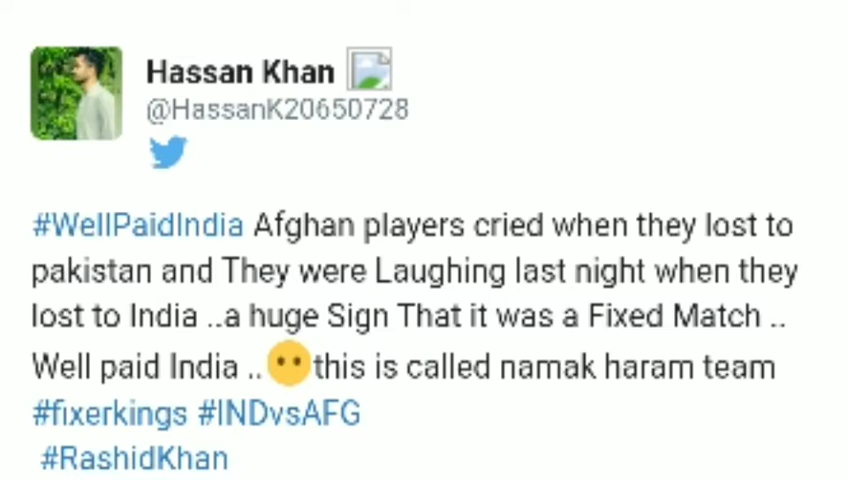 Hassan Khan
@HassanK20650728
#WellPaidIndia Afghan players cried when they lost to
pakistan and They were Laughing last night when they
lost to India ..a huge Sign That it was a Fixed Match ..
Well paid India ..😶this is called namak haram team
#fixerkings #INDvsAFG
#RashidKhan